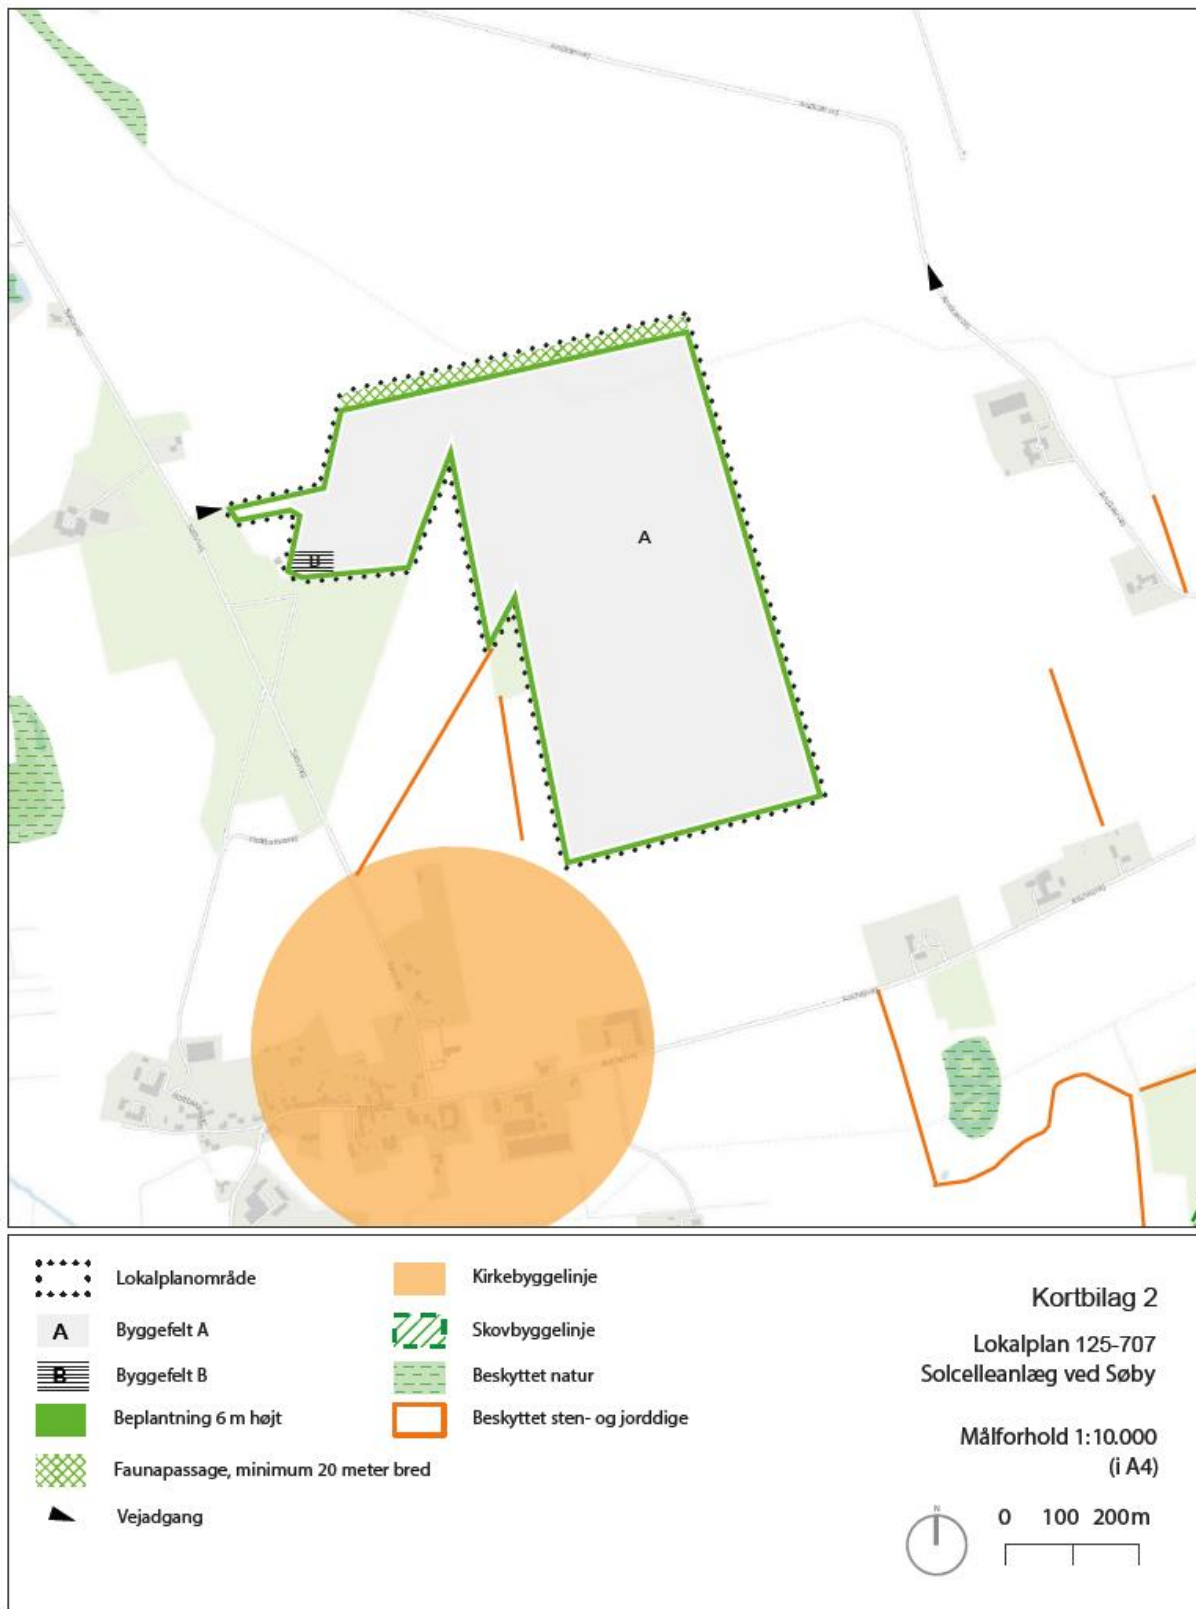 A
B
Lokalplanområde
A
Byggefelt A
B
Byggefelt B
Beplantning 6 m højt
Faunapassage, minimum 20 meter bred
Vejadgang
Kirkebyggelinje
Skovbyggelinje
Beskyttet natur
Beskyttet sten- og jorddige
Kortbilag 2
Lokalplan 125-707
Solcelleanlæg ved Søby
Målforhold 1:10.000
(i A4)
N
0 100 200m